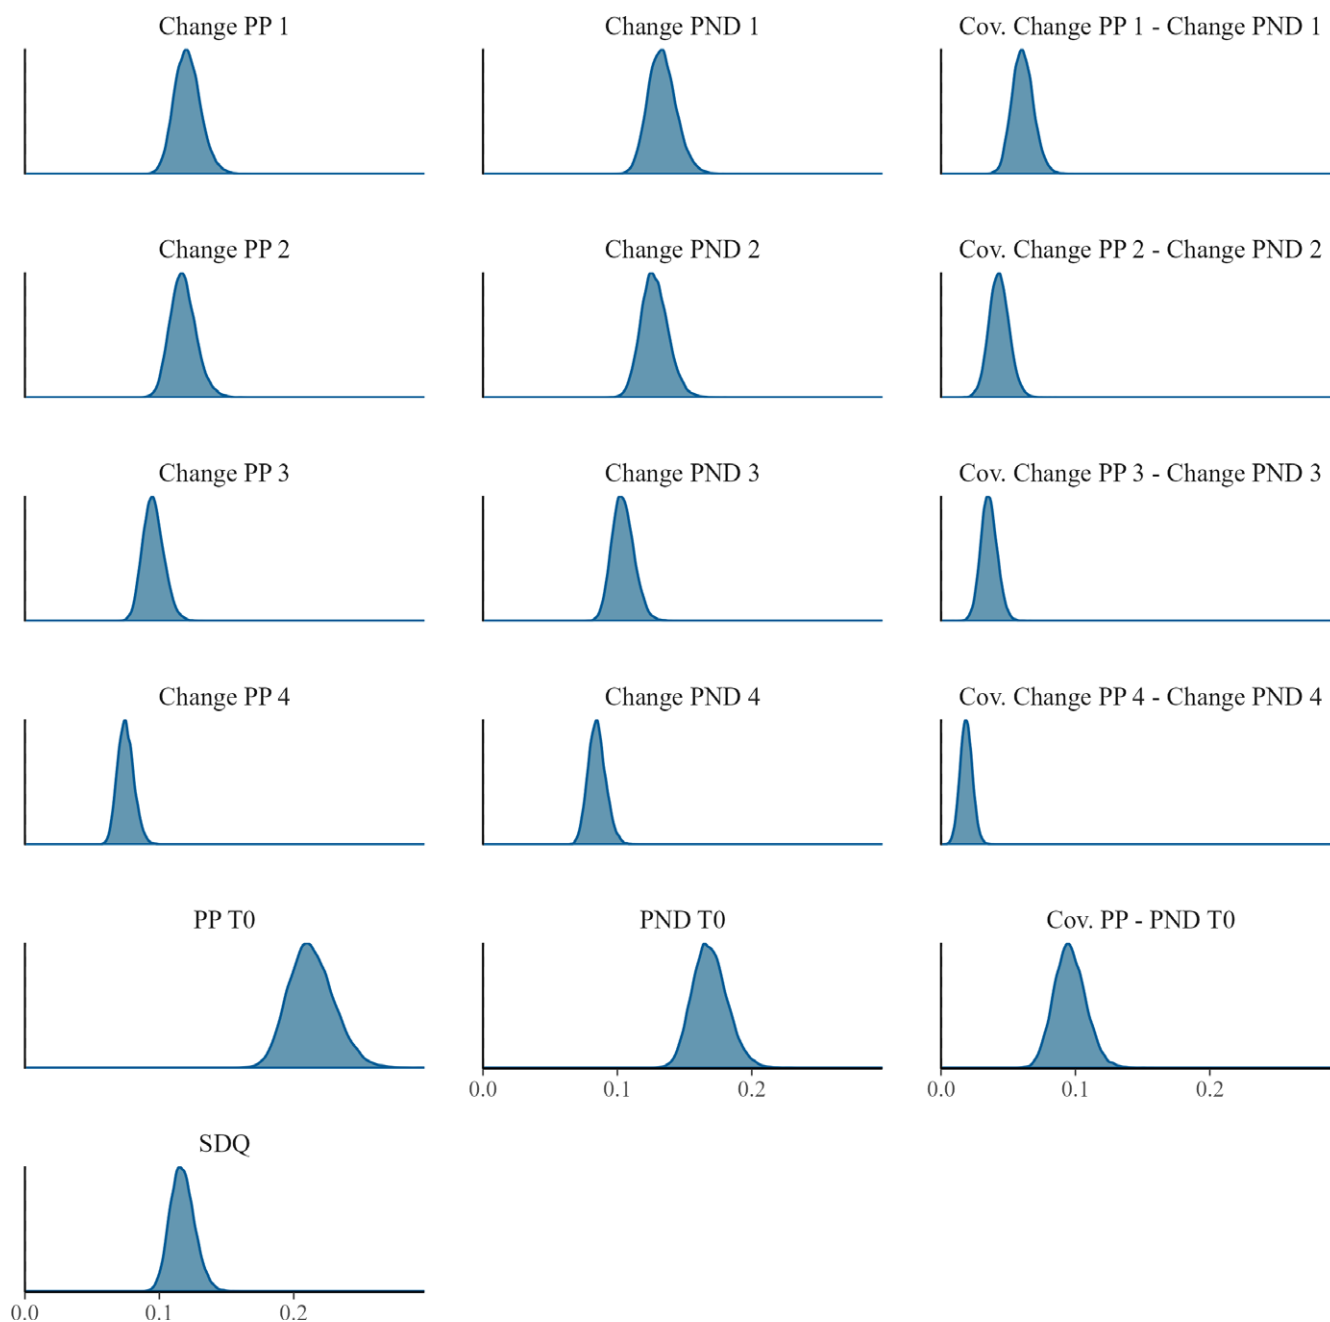 Change PP 1
Change PND 1
Cov. Change PP 1 - Change PND 1
Change PP 2
Change PND 2
Cov. Change PP 2 - Change PND 2
Change PP 3
Change PND 3
Cov. Change PP 3 - Change PND 3
Change PP 4
Change PND 4
Cov. Change PP 4 - Change PND 4
PP T0
PND T0
Cov. PP - PND T0
0.0 0.1 0.2
0.0 0.1 0.2
SDQ
0.0 0.1 0.2